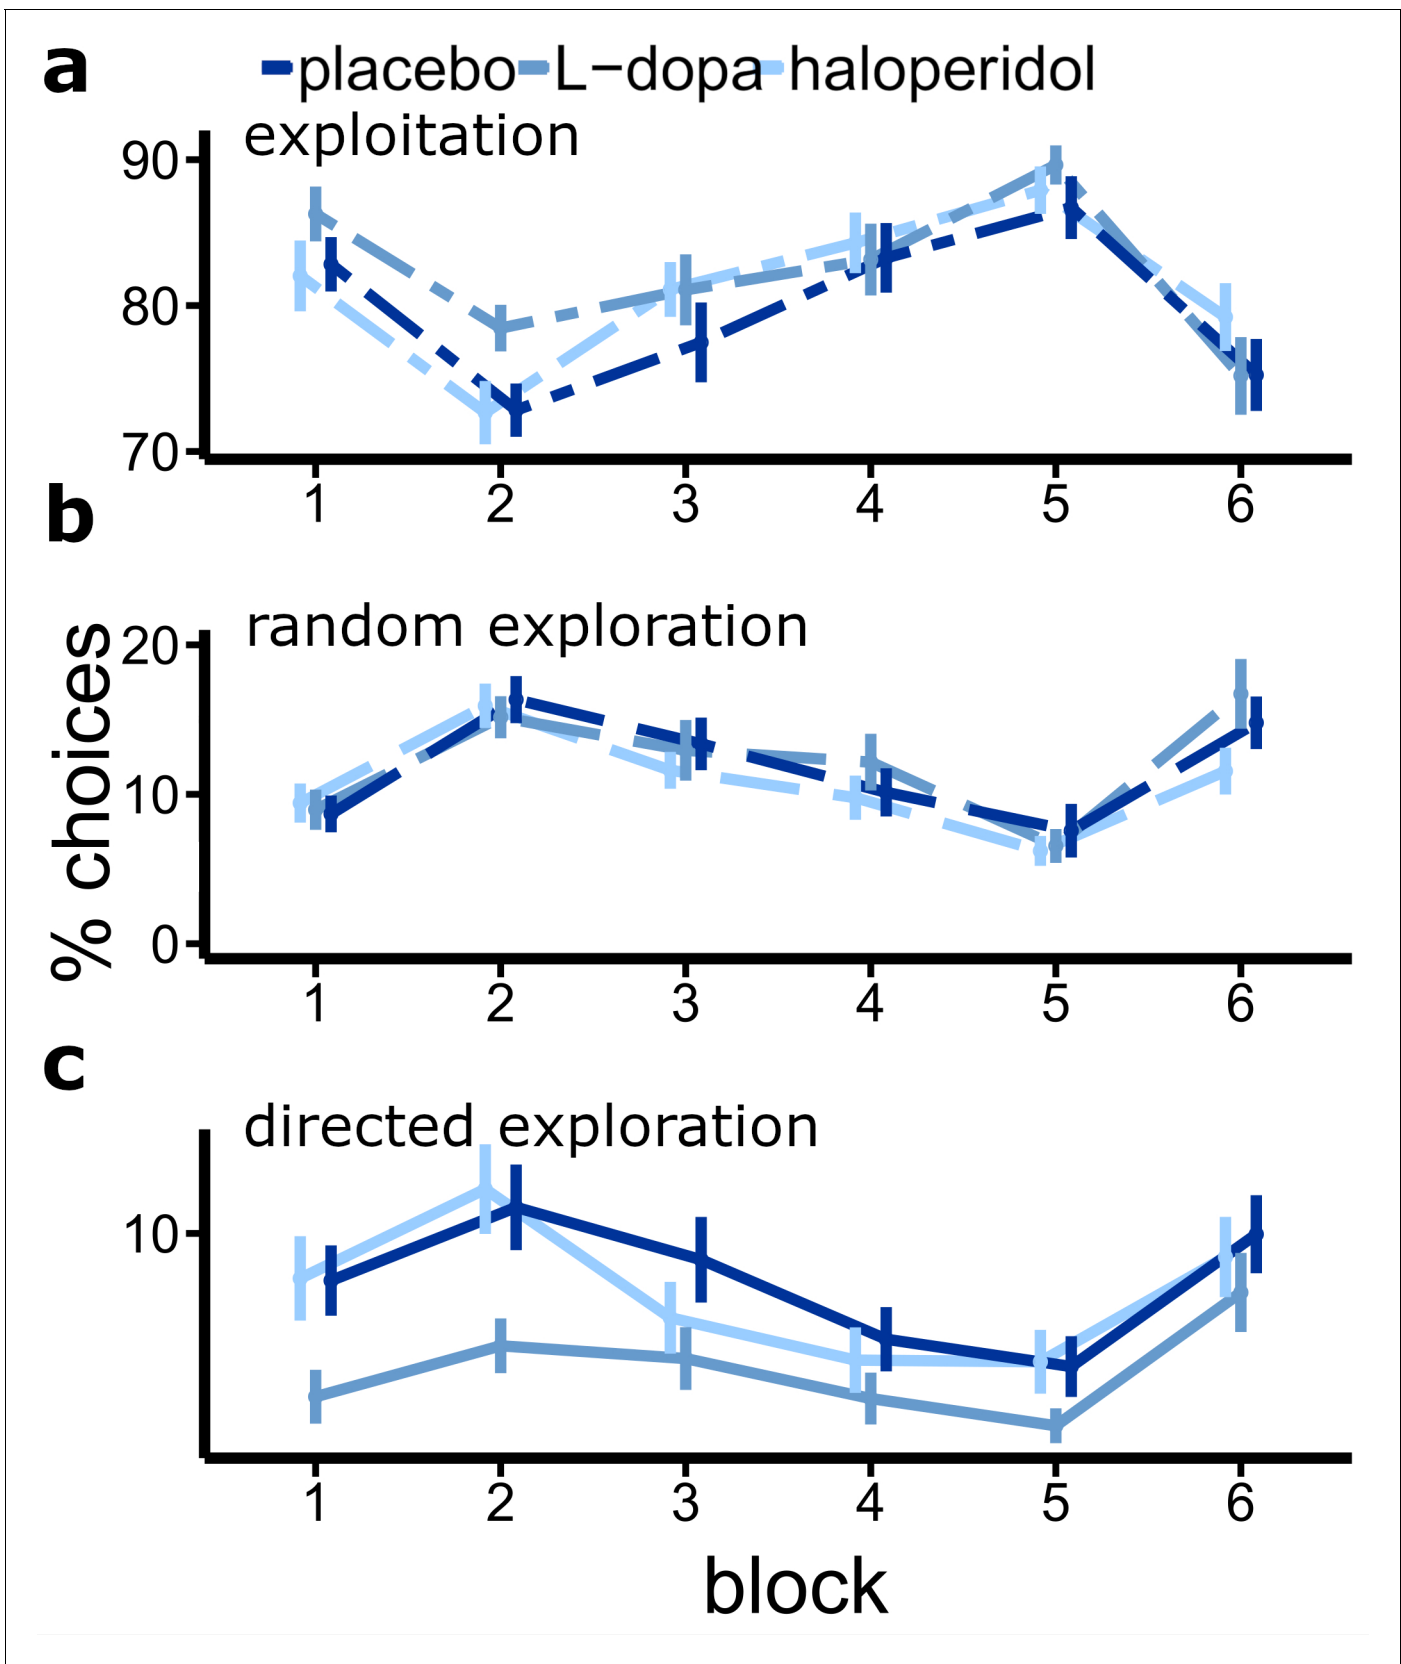 a
placebo L−dopa haloperidol
exploitation
90
80
70
1 2 3 4 5 6
b
% choices
random exploration
20
10
0
1 2 3 4 5 6
c
directed exploration
10
1 2 3 4 5 6
block